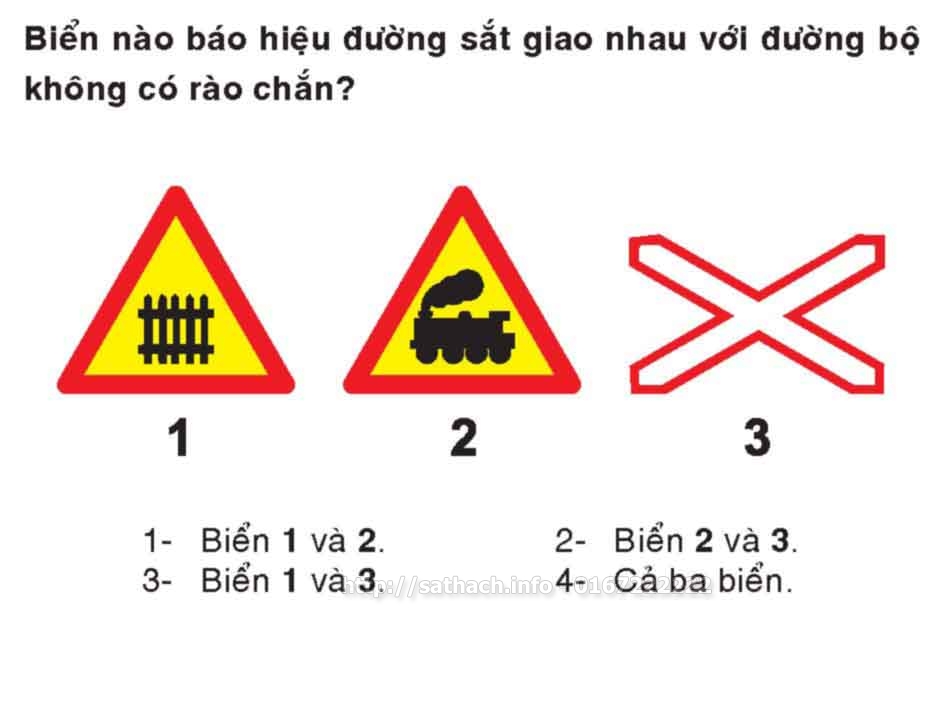 Biển nào báo hiệu đường sắt giao nhau với đường bộ
không có rào chắn?
1 2 3
1- Biển 1 và 2. 2- Biển 2 và 3.
3- Biển 1 và 3. 4- Cả ba biển.
http://sathach.info